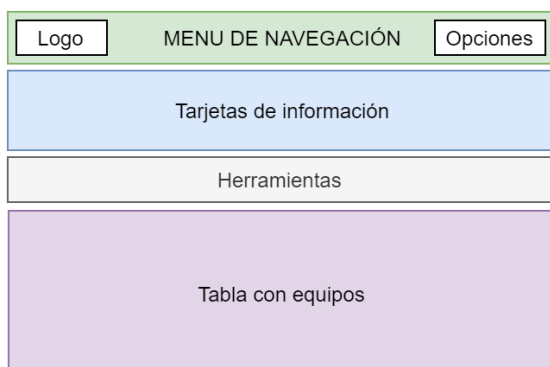 Logo
MENU DE NAVEGACIÓN
Opciones
Tarjetas de información
Herramientas
Tabla con equipos